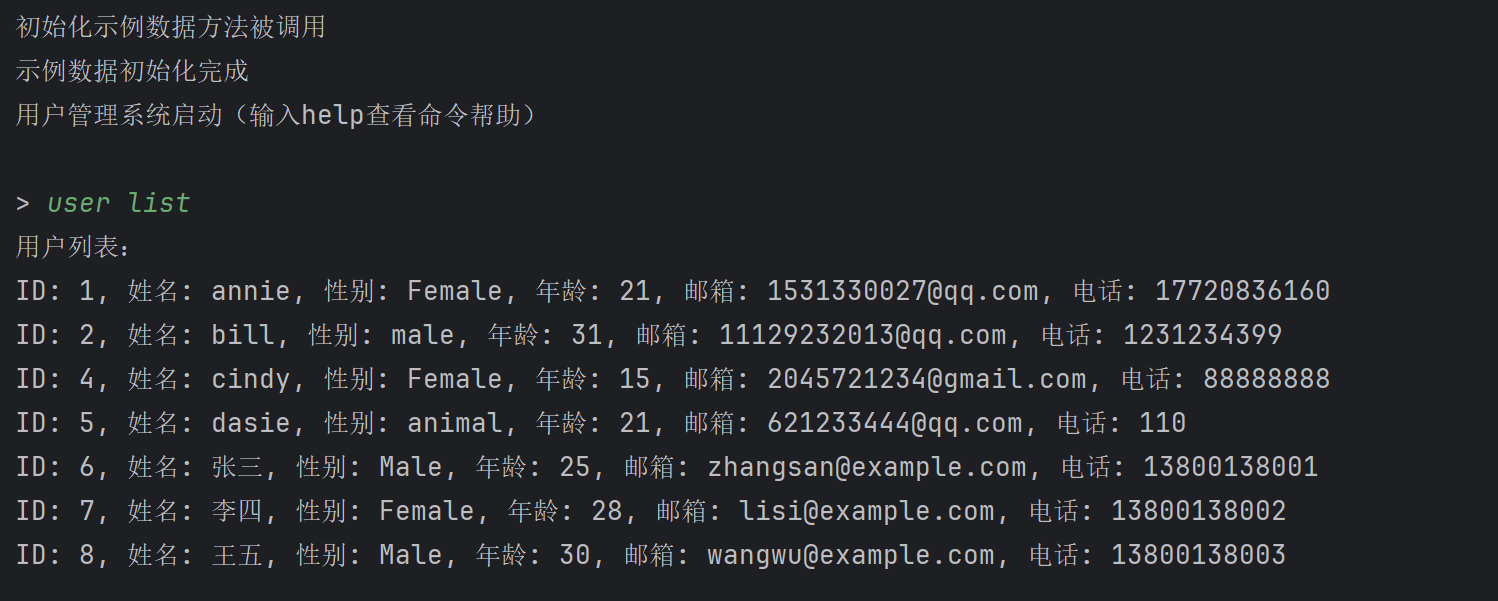 初始化示例数据方法被调用
示例数据初始化完成
用户管理系统启动（输入help查看命令帮助）
> user list
用户列表:
ID: 1, 姓名: annie, 性别: Female, 年龄: 21, 邮箱: 1531330027@qq.com, 电话: 17720836160
ID: 2, 姓名: bill, 性别: male, 年龄: 31, 邮箱: 11129232013@qq.com, 电话: 1231234399
ID: 4, 姓名: cindy, 性别: Female, 年龄: 15, 邮箱: 2045721234@gmail.com, 电话: 88888888
ID: 5, 姓名: dasie, 性别: animal, 年龄: 21, 邮箱: 621233444@qq.com, 电话: 110
ID: 6, 姓名: 张三, 性别: Male, 年龄: 25, 邮箱: zhangsan@example.com, 电话: 13800138001
ID: 7, 姓名: 李四, 性别: Female, 年龄: 28, 邮箱: lisi@example.com, 电话: 13800138002
ID: 8, 姓名: 王五, 性别: Male, 年龄: 30, 邮箱: wangwu@example.com, 电话: 13800138003